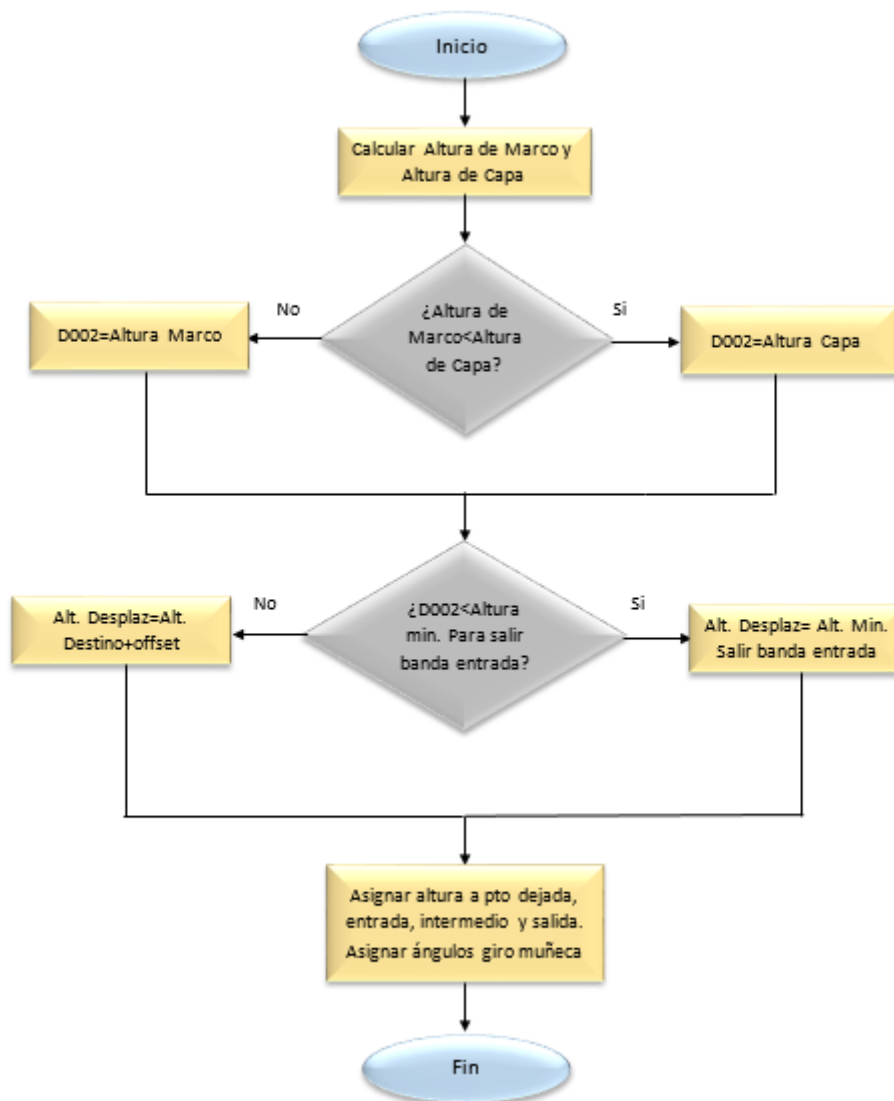 Inicio
Calcular Altura de Marco y
Altura de Capa
No
¿Altura de
Marco<Altura
de Capa?
Si
D002=Altura Marco
D002=Altura Capa
No
¿D002<Altura
min. Para salir
banda entrada?
Si
Alt. Desplaz=Alt.
Destino+offset
Alt. Desplaz= Alt. Min.
Salir banda entrada
Asignar altura a pto dejada,
entrada, intermedio y salida.
Asignar ángulos giro muñeca
Fin